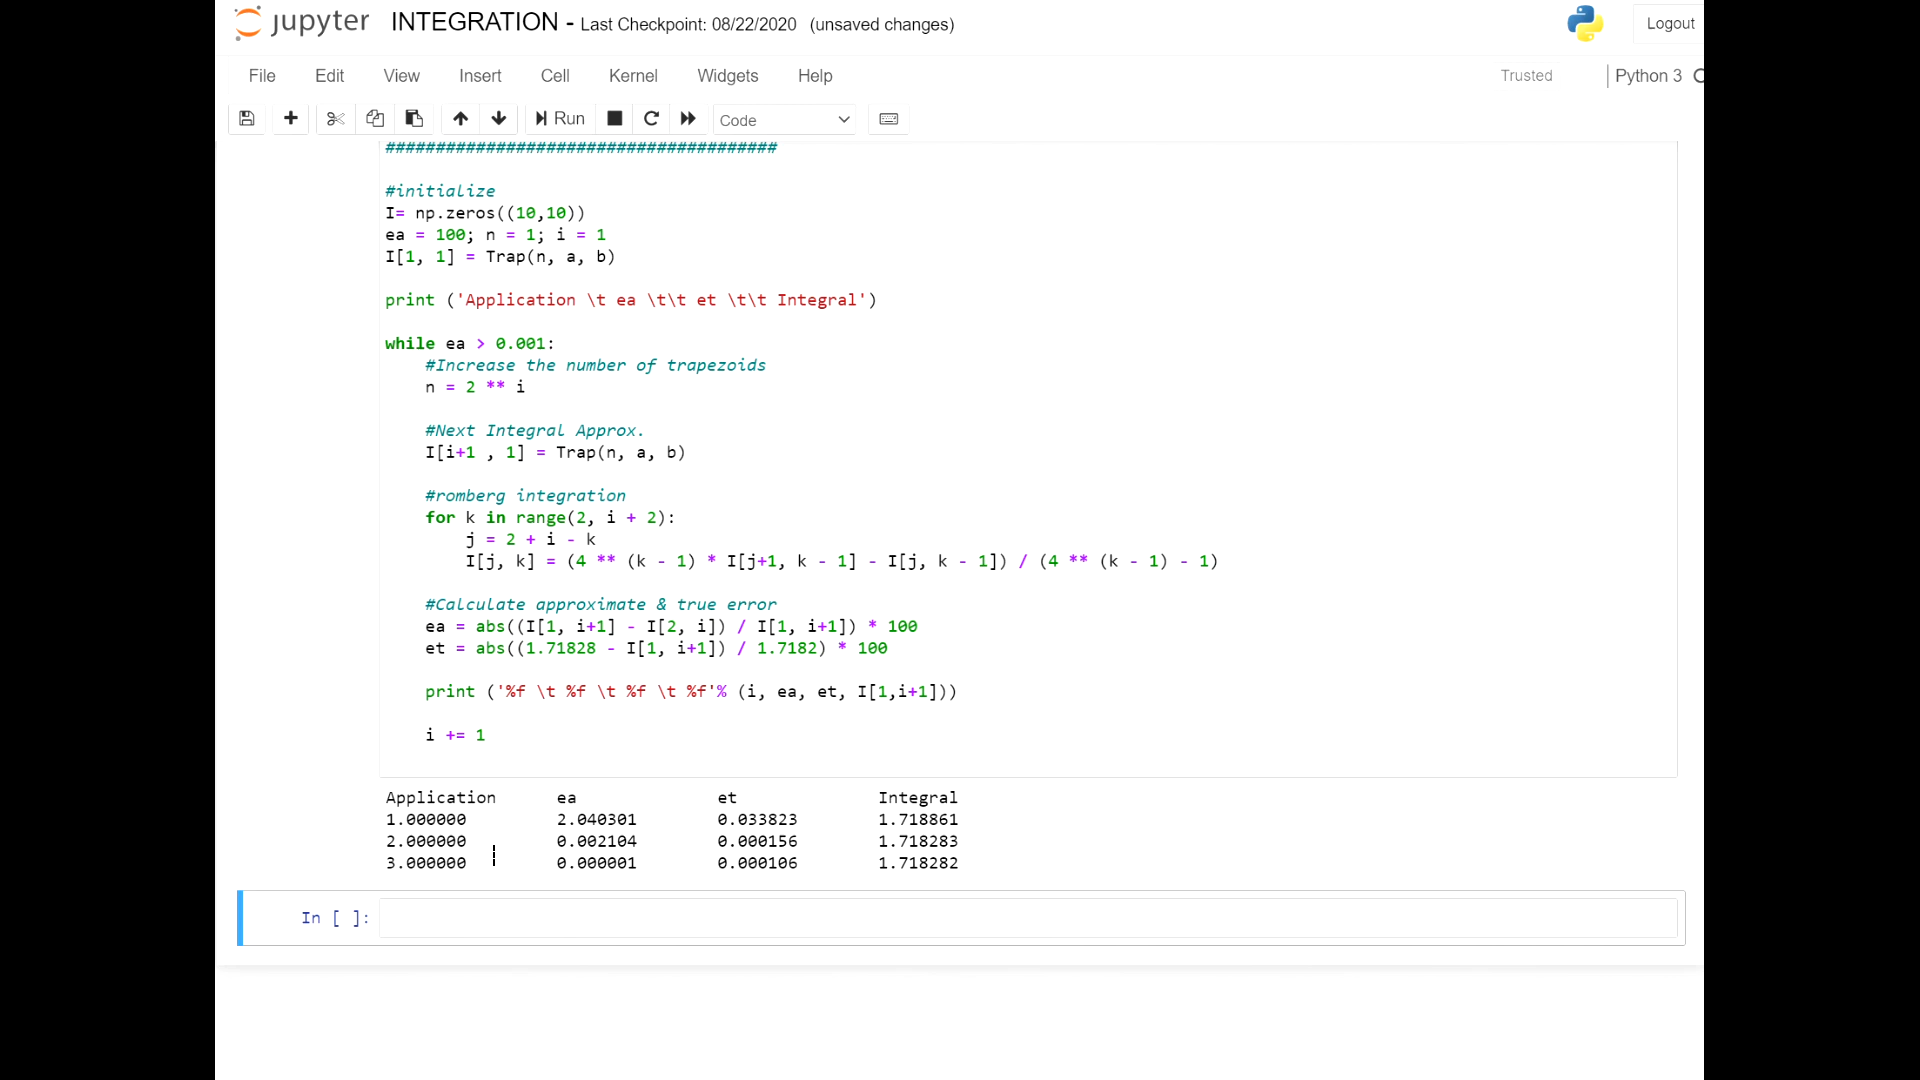 jupyter INTEGRATION - Last Checkpoint: 08/22/2020 (unsaved changes) Logout
File Edit View Insert Cell Kernel Widgets Help Trusted Python 3
Run Code
#######################################
#initialize
I= np.zeros((10,10))
ea = 100; n = 1; i = 1
I[1, 1] = Trap(n, a, b)
print ('Application \t ea \t\t et \t\t Integral')
while ea > 0.001:
#Increase the number of trapezoids
n = 2 ** i
#Next Integral Approx.
I[i+1 , 1] = Trap(n, a, b)
#romberg integration
for k in range(2, i + 2):
j = 2 + i - k
I[j, k] = (4 ** (k - 1) * I[j+1, k - 1] - I[j, k - 1]) / (4 ** (k - 1) - 1)
#Calculate approximate & true error
ea = abs((I[1, i+1] - I[2, i]) / I[1, i+1]) * 100
et = abs((1.71828 - I[1, i+1]) / 1.7182) * 100
print ('%f \t %f \t %f \t %f'% (i, ea, et, I[1,i+1]))
i += 1
Application ea et Integral
1.000000 2.040301 0.033823 1.718861
2.000000 0.002104 0.000156 1.718283
3.000000 0.000001 0.000106 1.718282
In [ ]: